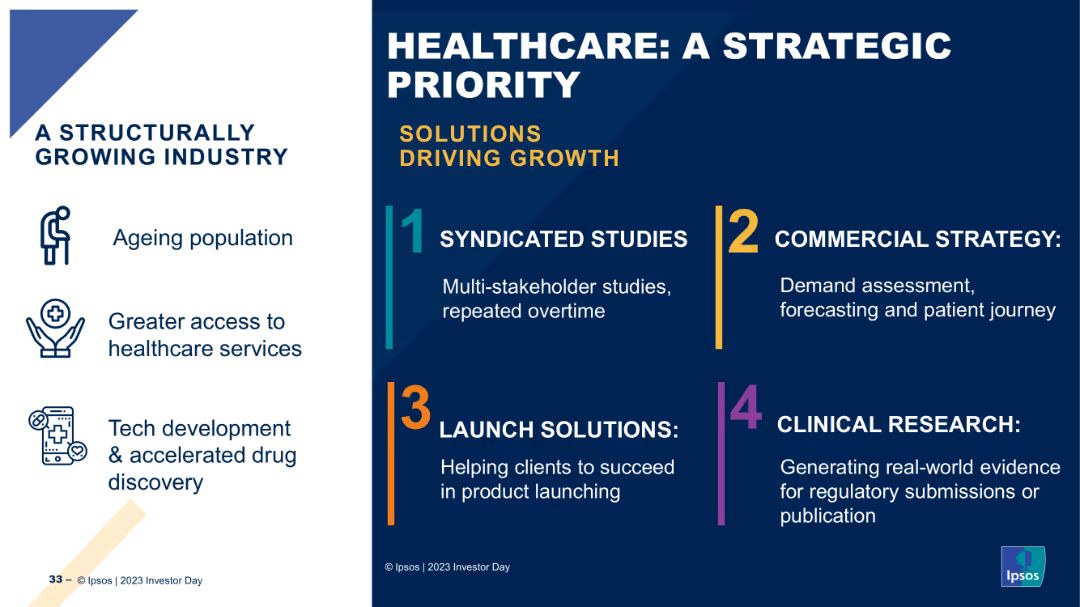 HEALTHCARE: A STRATEGIC
PRIORITY
A STRUCTURALLY
GROWING INDUSTRY
Ageing population
Greater access to
healthcare services
Tech development
& accelerated drug
discovery
SOLUTIONS
DRIVING GROWTH
1 SYNDICATED STUDIES
Multi-stakeholder studies,
repeated overtime
2 COMMERCIAL STRATEGY:
Demand assessment,
forecasting and patient journey
3 LAUNCH SOLUTIONS:
Helping clients to succeed
in product launching
4 CLINICAL RESEARCH:
Generating real-world evidence
for regulatory submissions or
publication
33 – © Ipsos | 2023 Investor Day
© Ipsos | 2023 Investor Day
Ipsos